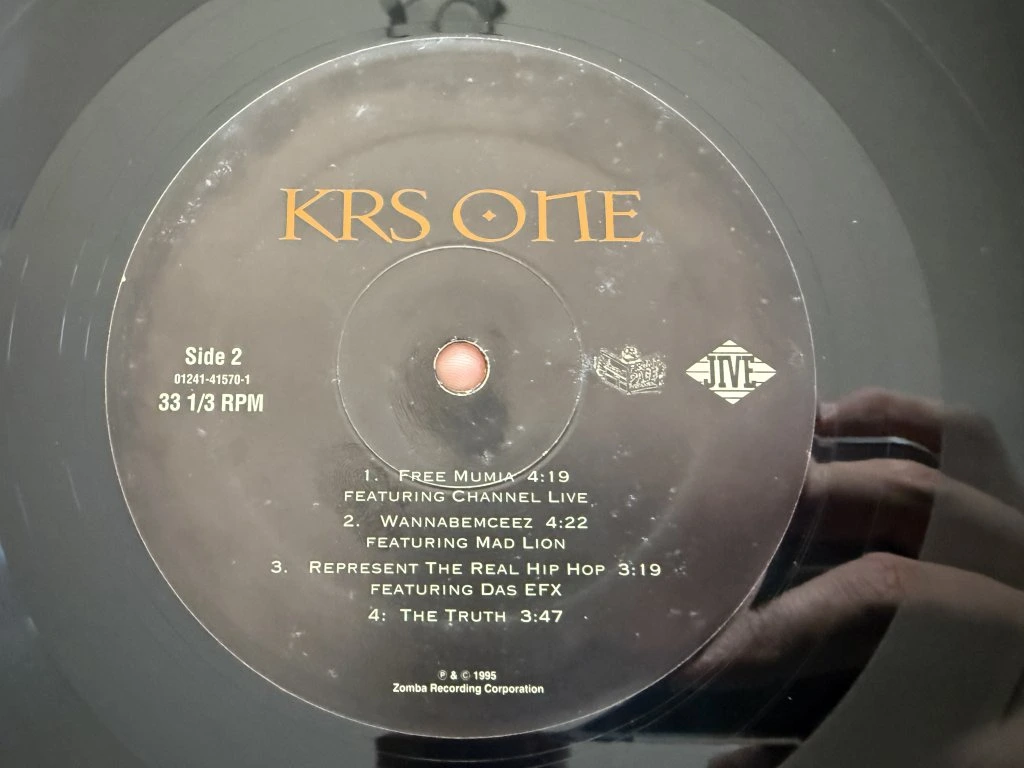 KRS ONE
Side 2
01241-41570-1
33 1/3 RPM
JIVE
1. FREE MUMIA 4:19
FEATURING CHANNEL LIVE
2. WANNABEMCEEZ 4:22
FEATURING MAD LION
3. REPRESENT THE REAL HIP HOP 3:19
FEATURING DAS EFX
4: THE TRUTH 3:47
℗ & © 1995
Zomba Recording Corporation